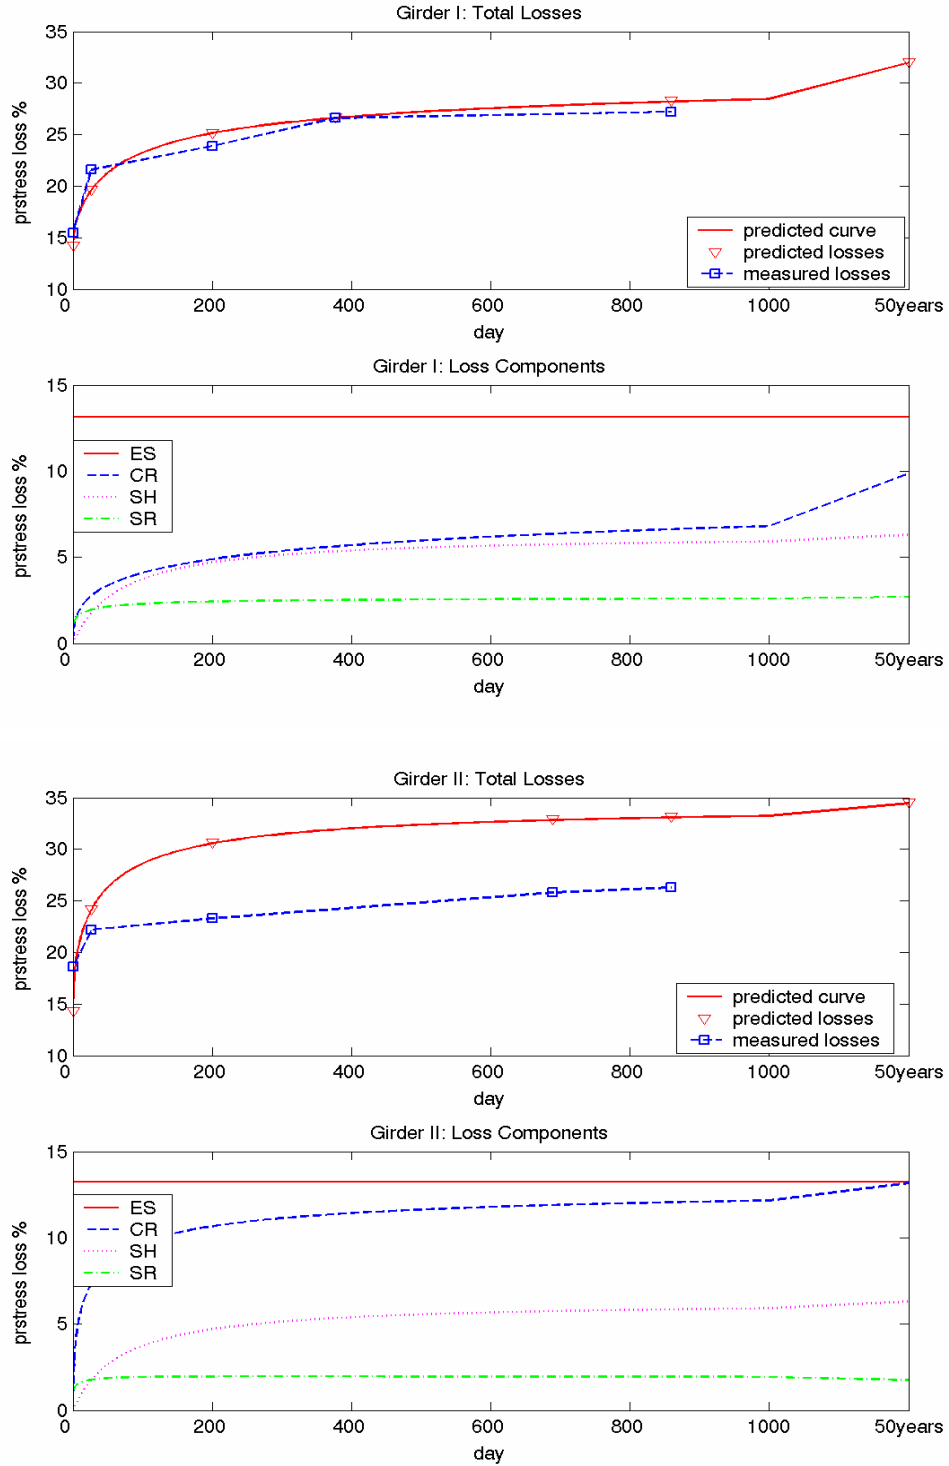 Girder I: Total Losses
35
30
25
20
15
10
prstress loss %
predicted curve
predicted losses
measured losses
0 200 400 600 800 1000 50years
day
Girder I: Loss Components
15
10
5
0
prstress loss %
ES
CR
SH
SR
0 200 400 600 800 1000 50years
day
Girder II: Total Losses
35
30
25
20
15
10
prstress loss %
predicted curve
predicted losses
measured losses
0 200 400 600 800 1000 50years
day
Girder II: Loss Components
15
10
5
0
prstress loss %
ES
CR
SH
SR
0 200 400 600 800 1000 50years
day